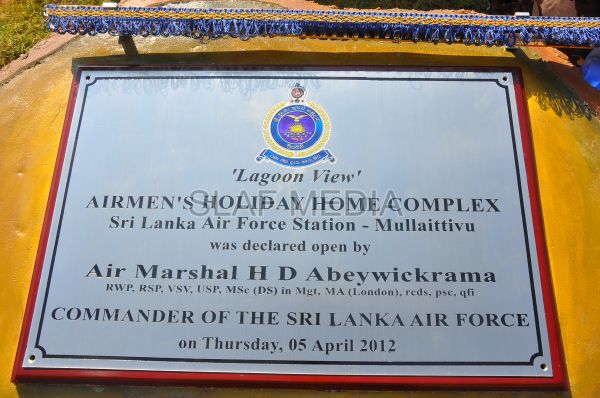 'Lagoon View'
AIRMEN'S HOLIDAY HOME COMPLEX
SLAF MEDIA
Sri Lanka Air Force Station - Mullaittivu
was declared open by
Air Marshal H D Abeywickrama
RWP, RSP, VSV, USP, MSc (DS) in Mgt, MA (London), rcds, psc, qfi
COMMANDER OF THE SRI LANKA AIR FORCE
on Thursday, 05 April 2012